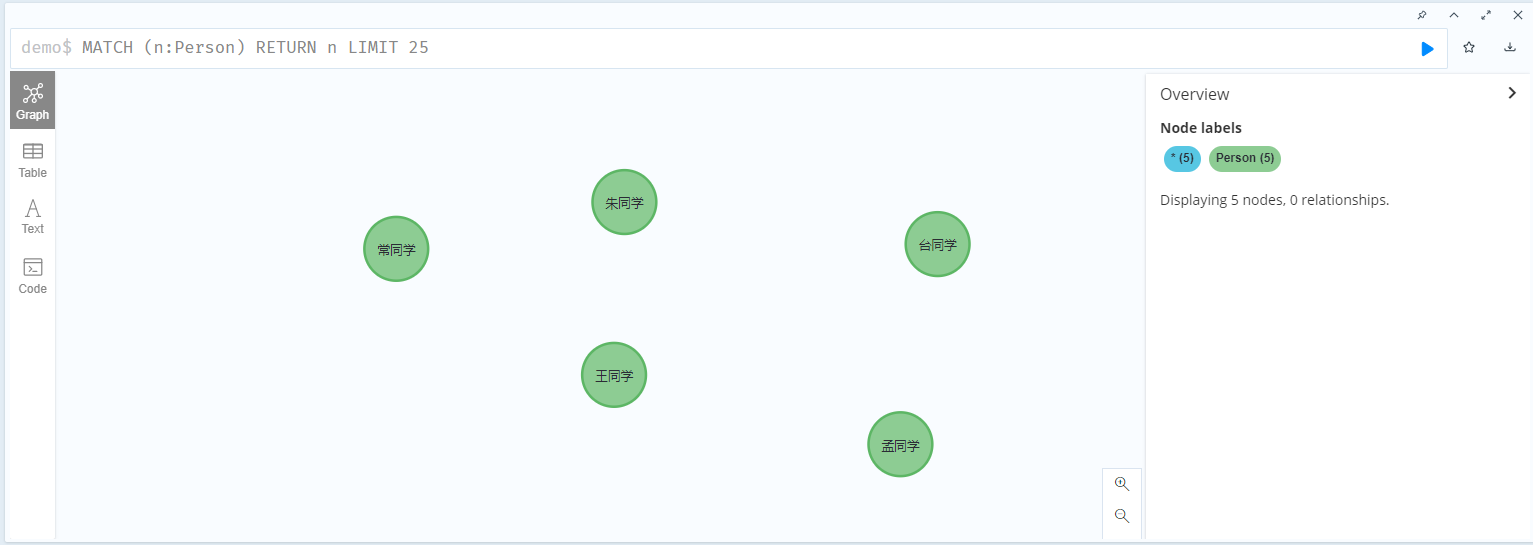 demo$ MATCH (n:Person) RETURN n LIMIT 25
Graph
Table
Text
Code
朱同学
常同学
台同学
王同学
孟同学
Overview
Node labels
* (5) Person (5)
Displaying 5 nodes, 0 relationships.